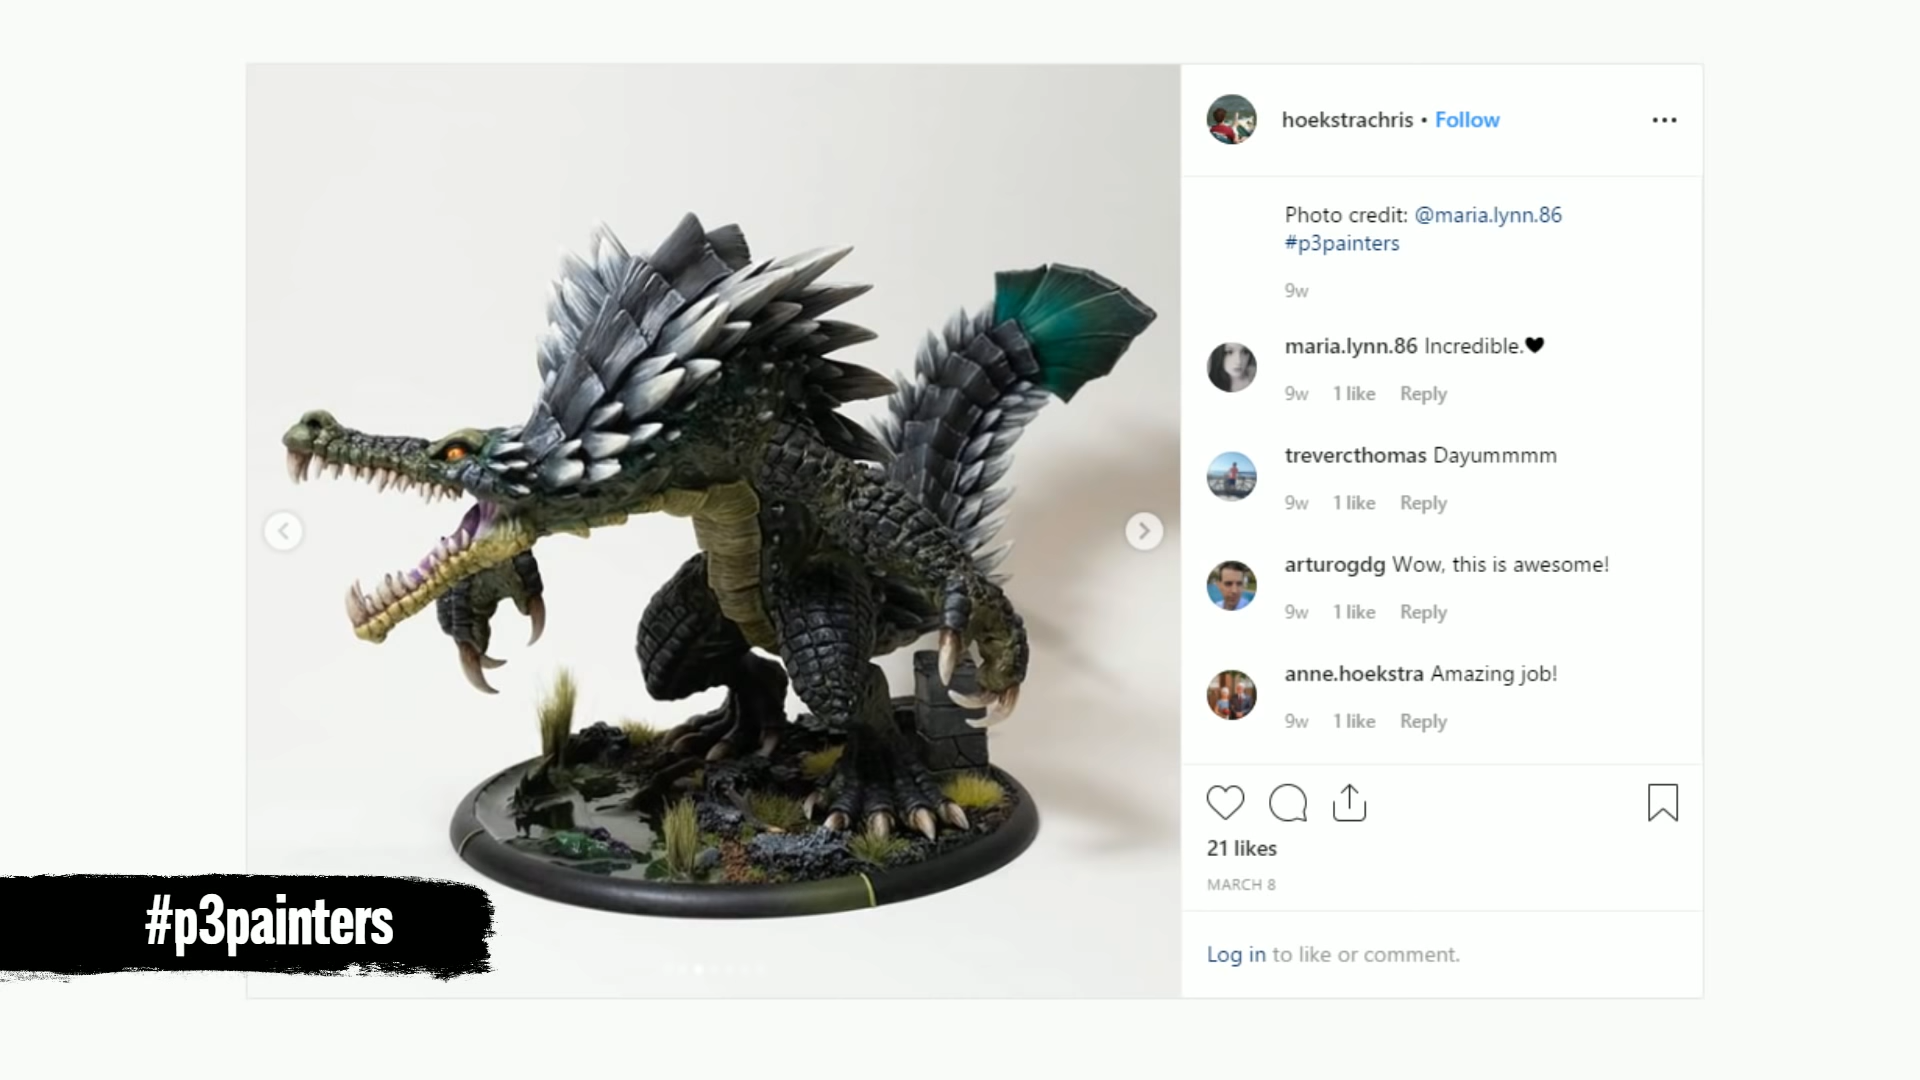 hoekstrachris • Follow
Photo credit: @maria.lynn.86
#p3painters
9w
maria.lynn.86 Incredible.🖤
9w 1 like Reply
trevercthomas Dayummmm
9w 1 like Reply
arturogdg Wow, this is awesome!
9w 1 like Reply
anne.hoekstra Amazing job!
9w 1 like Reply
21 likes
MARCH 8
Log in to like or comment.
#p3painters